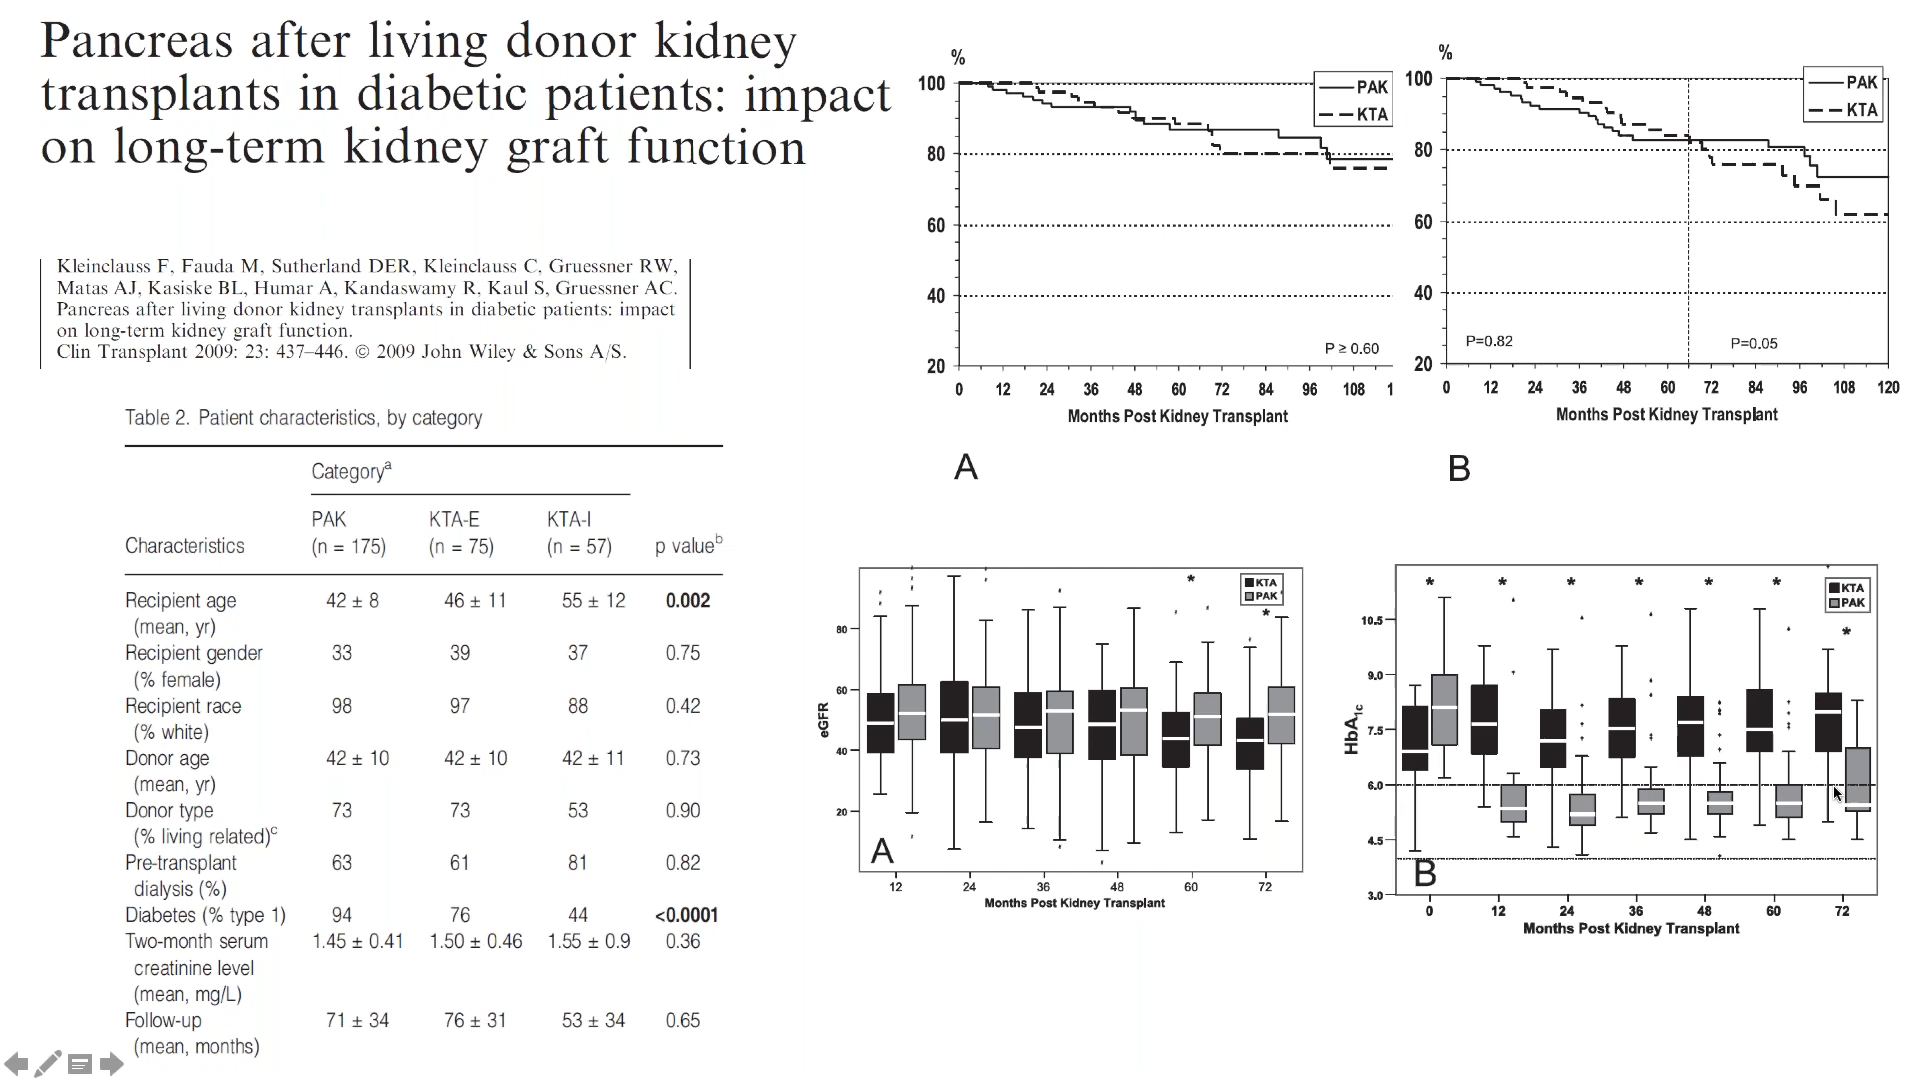 Pancreas after living donor kidney
transplants in diabetic patients: impact
on long-term kidney graft function
Kleinclauss F, Fauda M, Sutherland DER, Kleinclauss C, Gruessner RW,
Matas AJ, Kasiske BL, Humar A, Kandaswamy R, Kaul S, Gruessner AC.
Pancreas after living donor kidney transplants in diabetic patients: impact
on long-term kidney graft function.
Clin Transplant 2009: 23: 437–446. © 2009 John Wiley & Sons A/S.
Table 2. Patient characteristics, by category
Categoryᵃ
PAK KTA-E KTA-I
Characteristics (n = 175) (n = 75) (n = 57) p valueᵇ
Recipient age 42 ± 8 46 ± 11 55 ± 12 0.002
(mean, yr)
Recipient gender 33 39 37 0.75
(% female)
Recipient race 98 97 88 0.42
(% white)
Donor age 42 ± 10 42 ± 10 42 ± 11 0.73
(mean, yr)
Donor type 73 73 53 0.90
(% living related)ᶜ
Pre-transplant 63 61 81 0.82
dialysis (%)
Diabetes (% type 1) 94 76 44 <0.0001
Two-month serum 1.45 ± 0.41 1.50 ± 0.46 1.55 ± 0.9 0.36
creatinine level
(mean, mg/L)
Follow-up 71 ± 34 76 ± 31 53 ± 34 0.65
(mean, months)
%
100
80
60
40
20
PAK
KTA
P ≥ 0.60
0 12 24 36 48 60 72 84 96 108 1
Months Post Kidney Transplant
A
%
100
80
60
40
20
PAK
KTA
P=0.82 P=0.05
0 12 24 36 48 60 72 84 96 108 120
Months Post Kidney Transplant
B
KTA
PAK
* *
eGFR
80
60
40
20
A
12 24 36 48 60 72
Months Post Kidney Transplant
* * * * * * *
KTA
PAK
HbA1c
10.5
9.0
7.5
6.0
4.5
3.0
B
0 12 24 36 48 60 72
Months Post Kidney Transplant